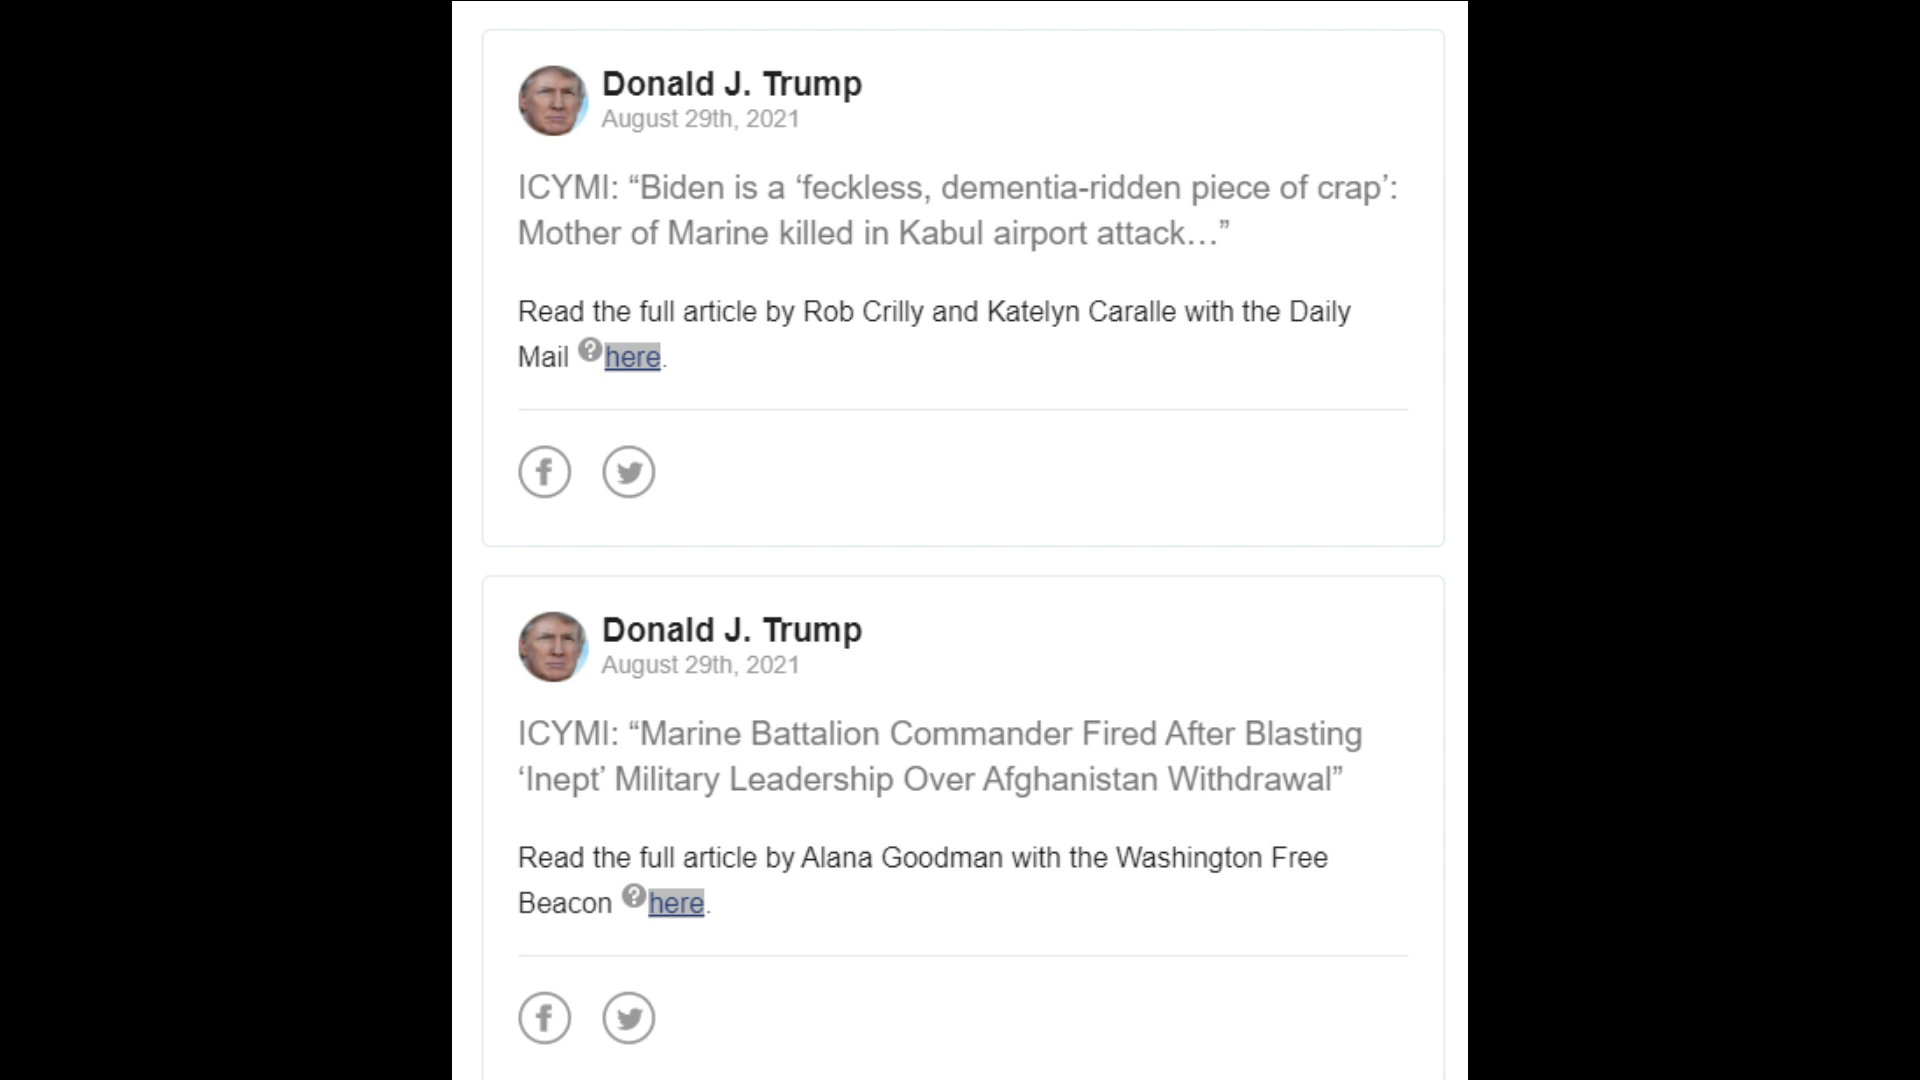 Donald J. Trump
August 29th, 2021
ICYMI: “Biden is a ‘feckless, dementia-ridden piece of crap’:
Mother of Marine killed in Kabul airport attack…”
Read the full article by Rob Crilly and Katelyn Caralle with the Daily
Mail ?here.
Donald J. Trump
August 29th, 2021
ICYMI: “Marine Battalion Commander Fired After Blasting
‘Inept’ Military Leadership Over Afghanistan Withdrawal”
Read the full article by Alana Goodman with the Washington Free
Beacon ?here.